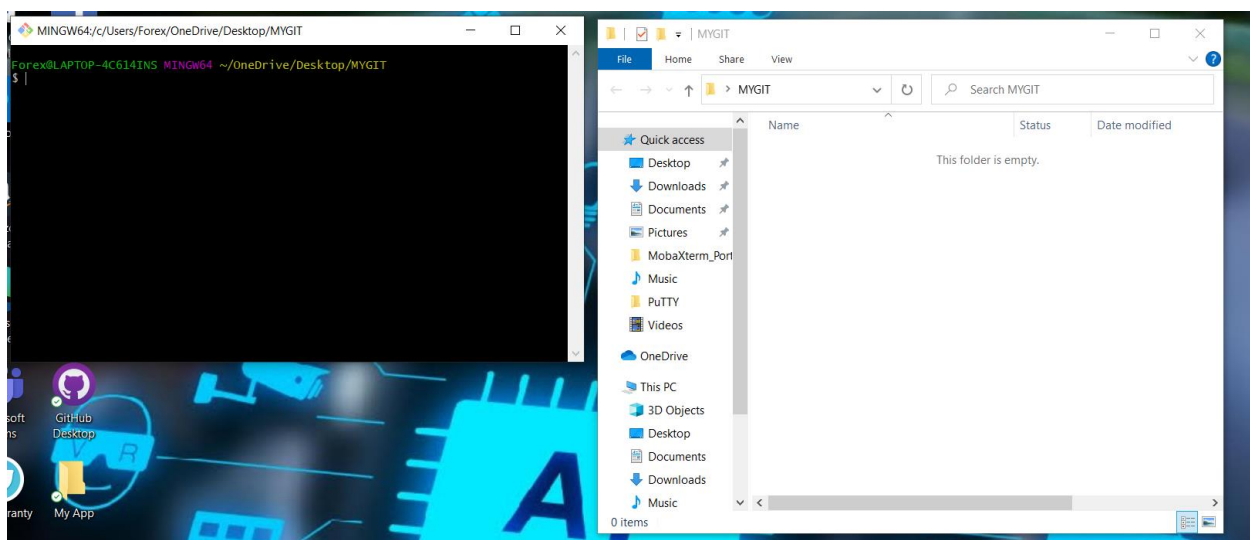 MINGW64:/c/Users/Forex/OneDrive/Desktop/MYGIT
Forex@LAPTOP-4C614INS MINGW64 ~/OneDrive/Desktop/MYGIT
$
GitHub
Desktop
My App
V R
A
MYGIT
File Home Share View
MYGIT
Search MYGIT
Name Status Date modified
This folder is empty.
Quick access
Desktop
Downloads
Documents
Pictures
MobaXterm_Port
Music
PuTTY
Videos
OneDrive
This PC
3D Objects
Desktop
Documents
Downloads
Music
0 items